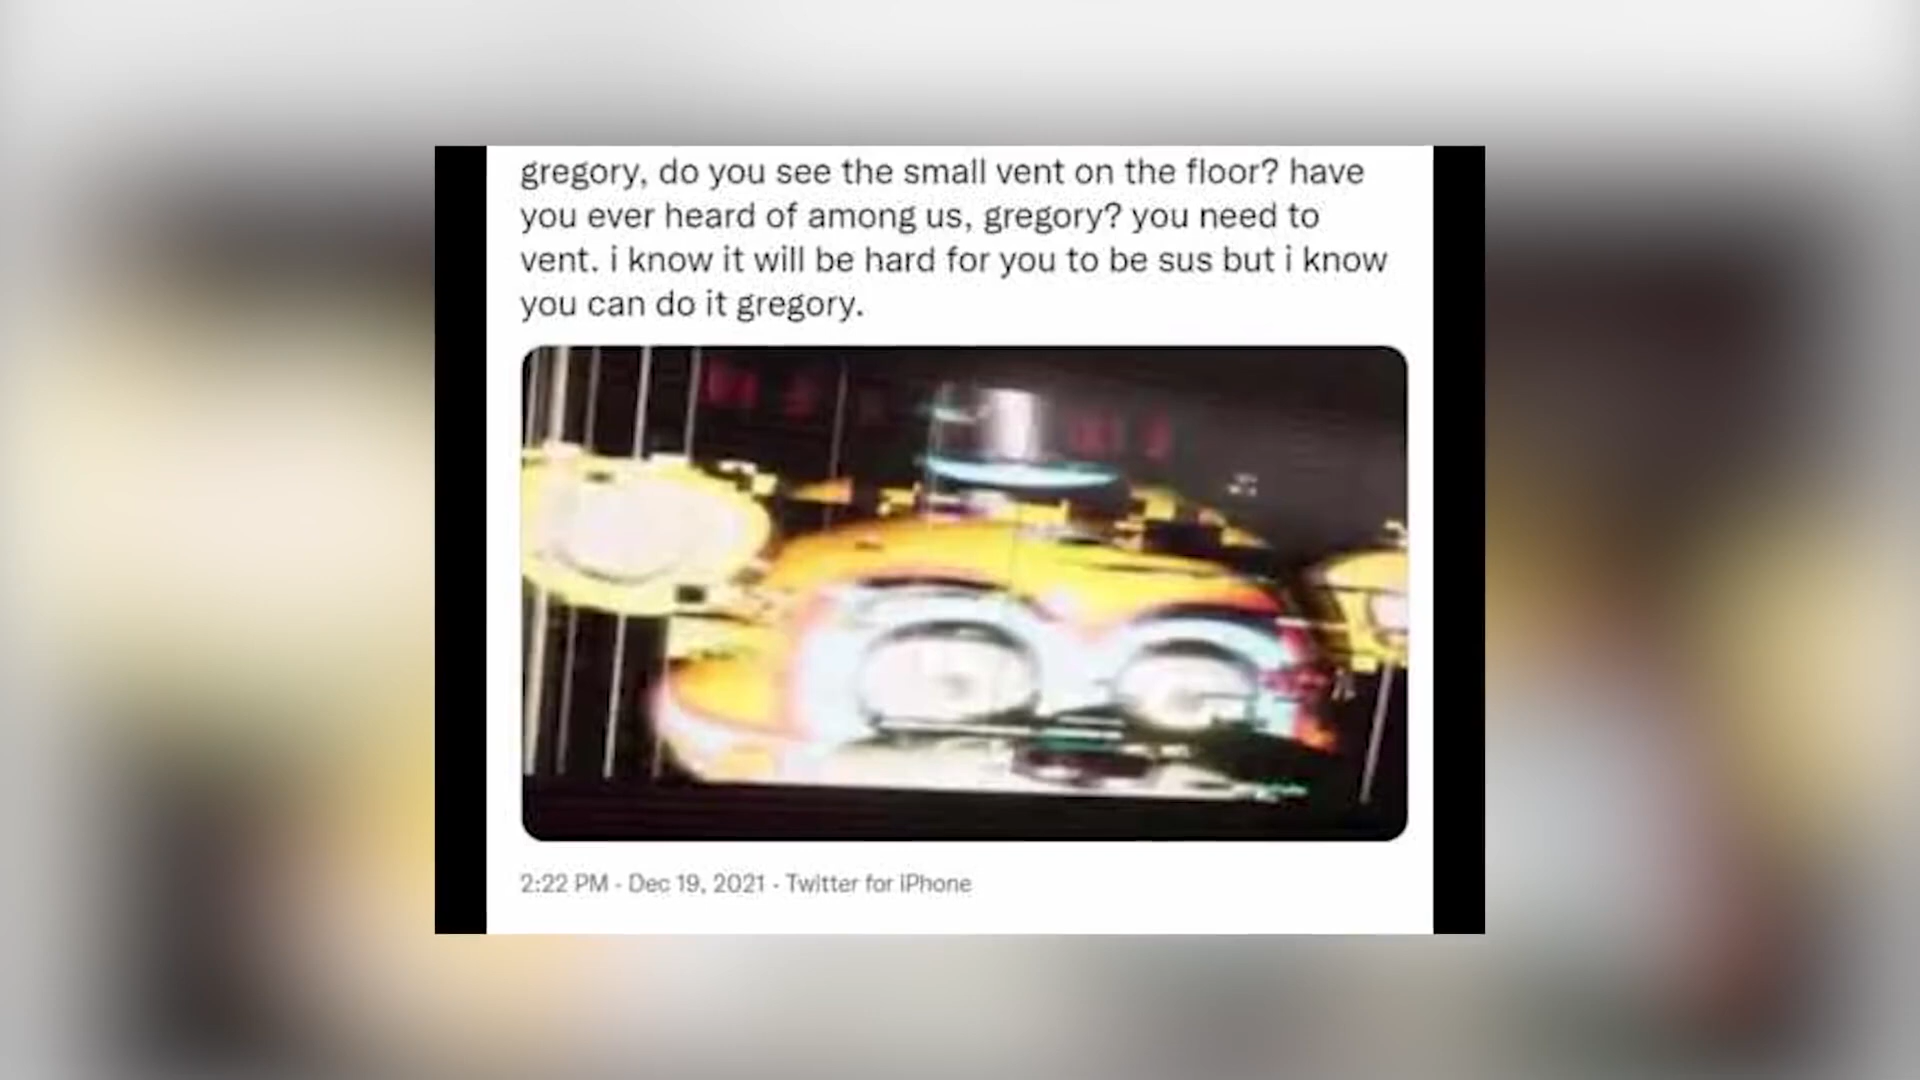 gregory, do you see the small vent on the floor? have
you ever heard of among us, gregory? you need to
vent. i know it will be hard for you to be sus but i know
you can do it gregory.
2:22 PM - Dec 19, 2021 - Twitter for iPhone